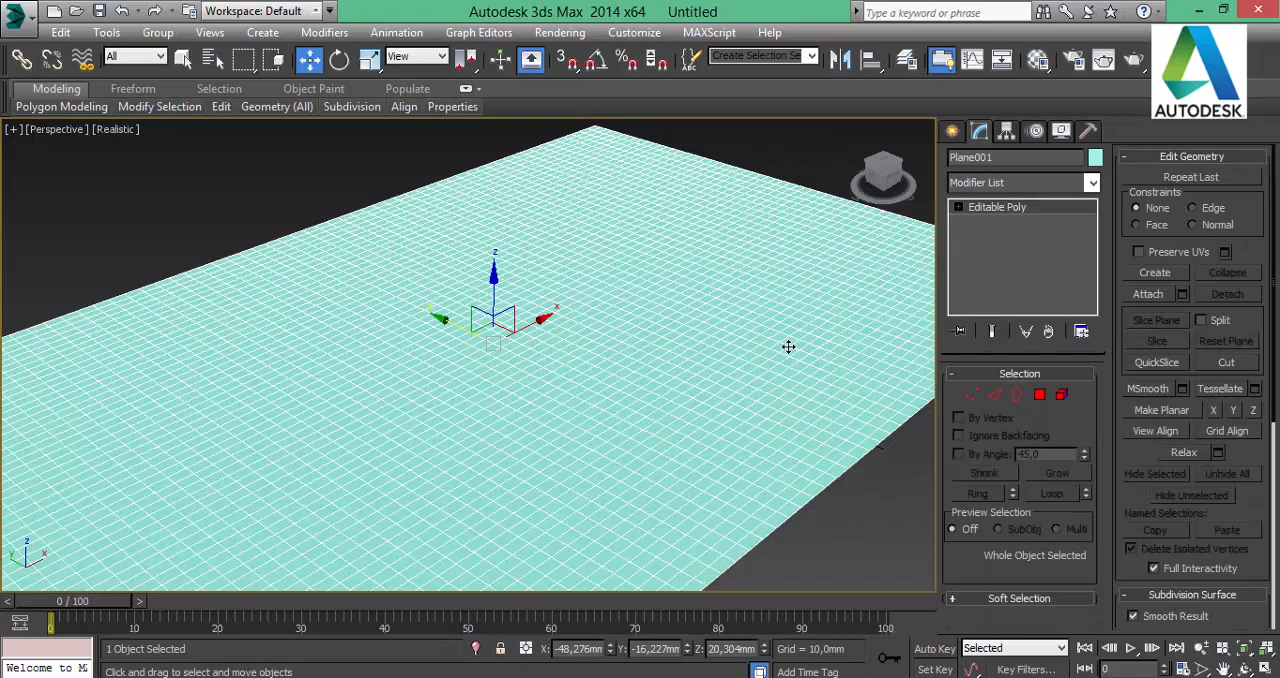 Workspace: Default
Autodesk 3ds Max 2014 x64 Untitled
Type a keyword or phrase
Edit Tools Group Views Create Modifiers Animation Graph Editors Rendering Customize MAXScript Help
All View 3 Create Selection Se
AUTODESK.
Modeling Freeform Selection Object Paint Populate
Polygon Modeling Modify Selection Edit Geometry (All) Subdivision Align Properties
[+] [Perspective] [Realistic]
Plane001
Modifier List
Editable Poly
Selection
By Vertex
Ignore Backfacing
By Angle: 45,0
Shrink Grow
Ring Loop
Preview Selection
Off SubObj Multi
Whole Object Selected
Soft Selection
Edit Geometry
Repeat Last
Constraints
None Edge
Face Normal
Preserve UVs
Create Collapse
Attach Detach
Slice Plane Split
Slice Reset Plane
QuickSlice Cut
MSmooth Tessellate
Make Planar X Y Z
View Align Grid Align
Relax
Hide Selected Unhide All
Hide Unselected
Named Selections:
Copy Paste
Delete Isolated Vertices
Full Interactivity
Subdivision Surface
Smooth Result
z
x
z
y x
< 0 / 100 >
0 10 20 30 40 50 60 70 80 90 100
1 Object Selected X: -48,276mm Y: -16,227mm Z: 20,304mm Grid = 10,0mm Auto Key Selected
Welcome to M Click and drag to select and move objects Add Time Tag Set Key Key Filters... 0